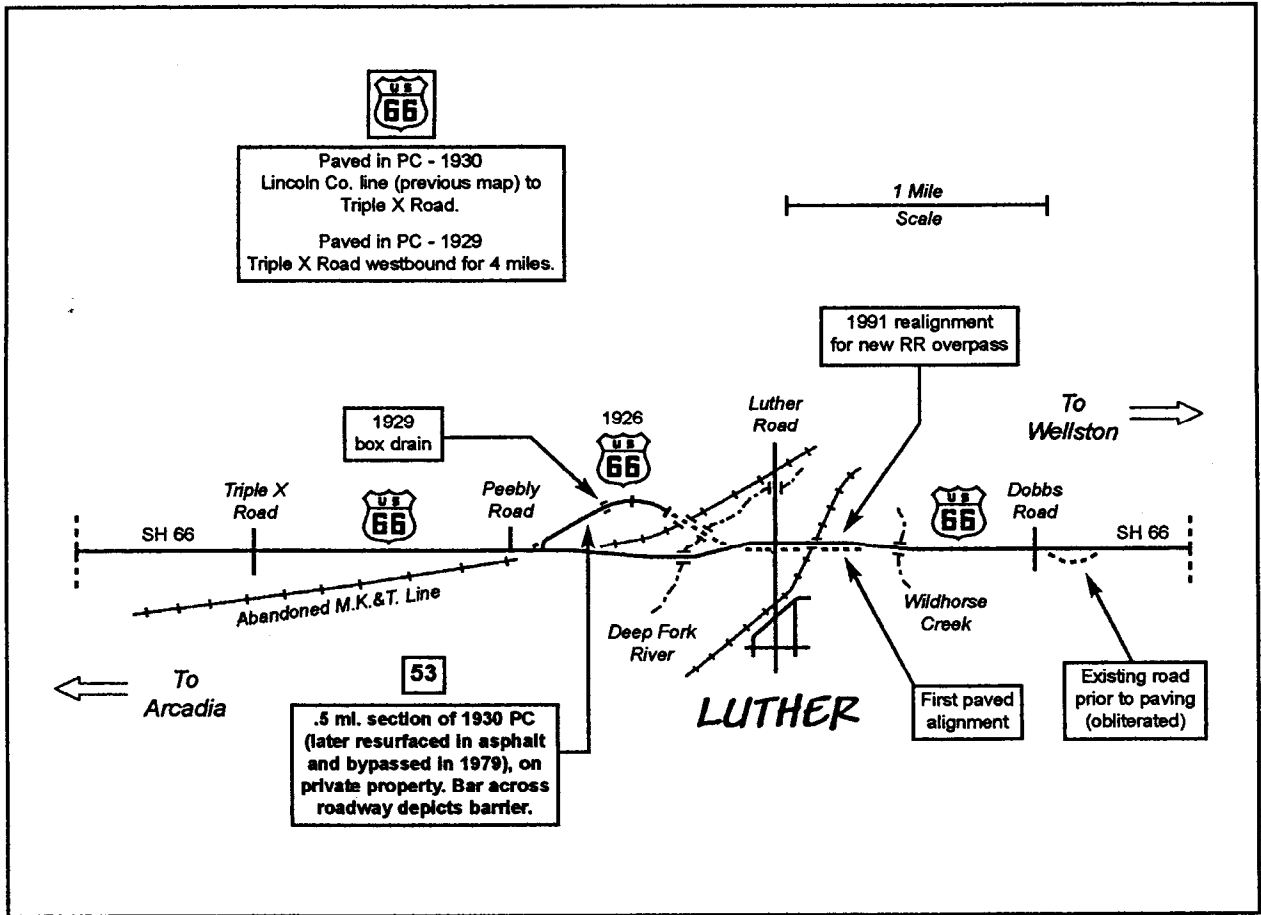 US
66
Paved in PC - 1930
Lincoln Co. line (previous map) to
Triple X Road.
Paved in PC - 1929
Triple X Road westbound for 4 miles.
1 Mile
Scale
1991 realignment
for new RR overpass
1929
box drain
1926
US
66
Luther
Road
To
Wellston
Triple X
Road
US
66
Peebly
Road
US
66
Dobbs
Road
SH 66
SH 66
Abandoned M.K.&T. Line
Deep Fork
River
Wildhorse
Creek
To
Arcadia
53
.5 mi. section of 1930 PC
(later resurfaced in asphalt
and bypassed in 1979), on
private property. Bar across
roadway depicts barrier.
LUTHER
First paved
alignment
Existing road
prior to paving
(obliterated)